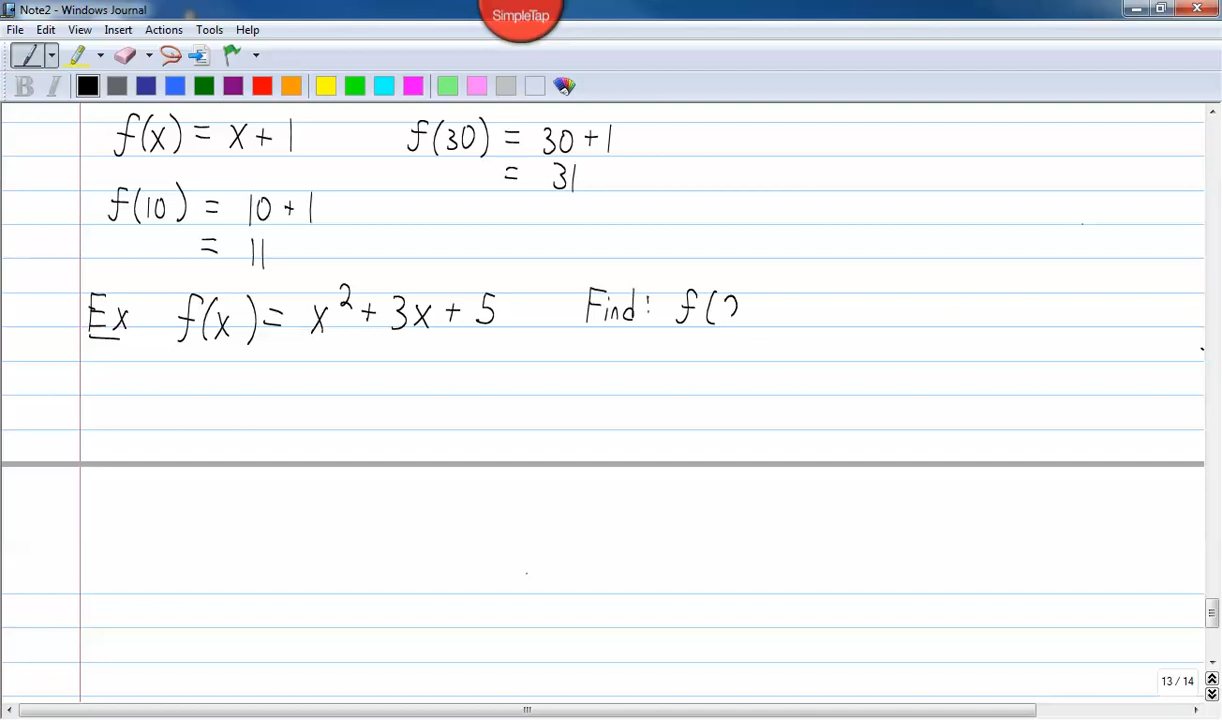 Note2 - Windows Journal
SimpleTap
File Edit View Insert Actions Tools Help
B I
f(x) = x + 1 f(30) = 30 + 1
= 31
f(10) = 10 + 1
= 11
Ex f(x) = x² + 3x + 5 Find: f(
13 / 14